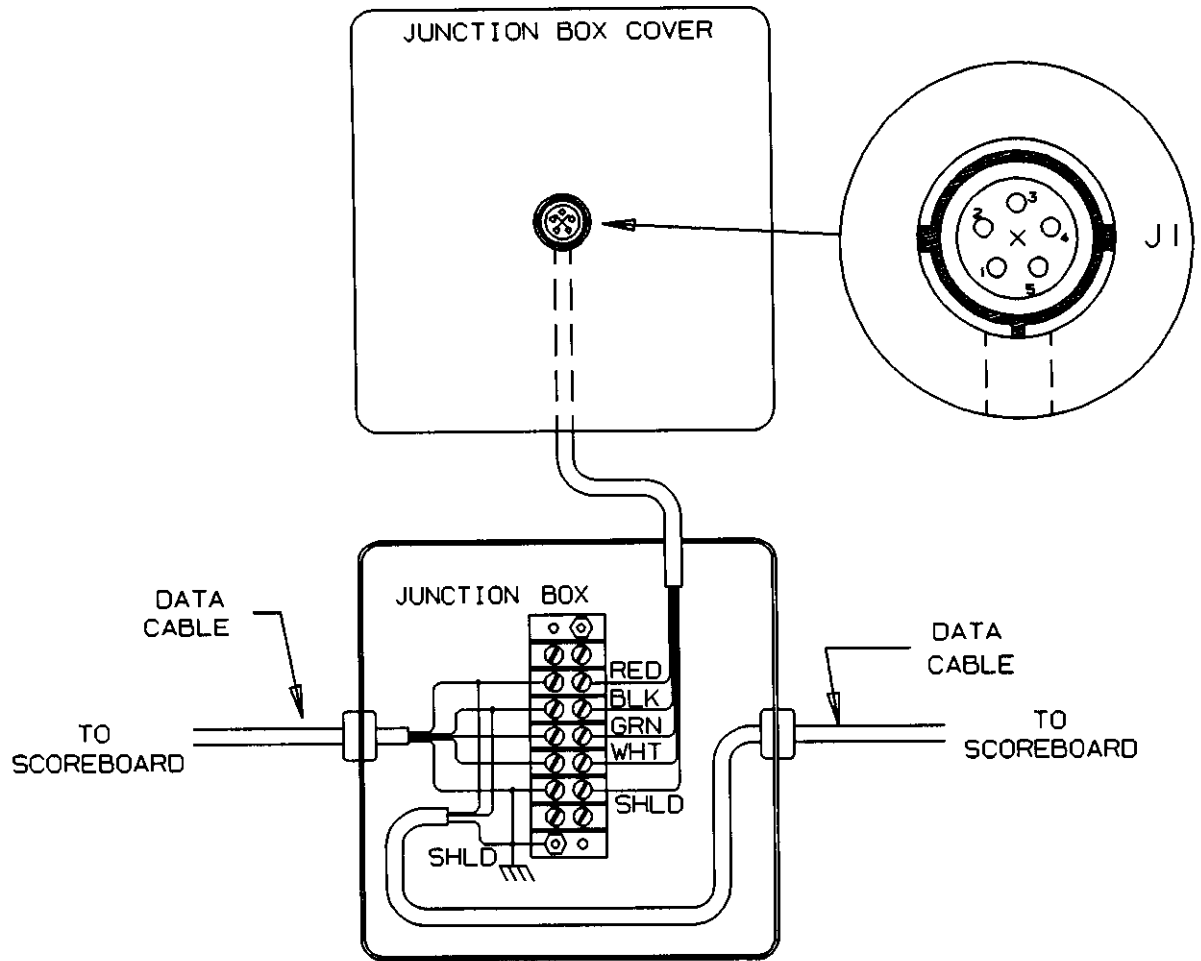 JUNCTION BOX COVER
3
2
4
1
5
J1
JUNCTION BOX
DATA
CABLE
RED
BLK
GRN
WHT
SHLD
SHLD
TO
SCOREBOARD
DATA
CABLE
TO
SCOREBOARD